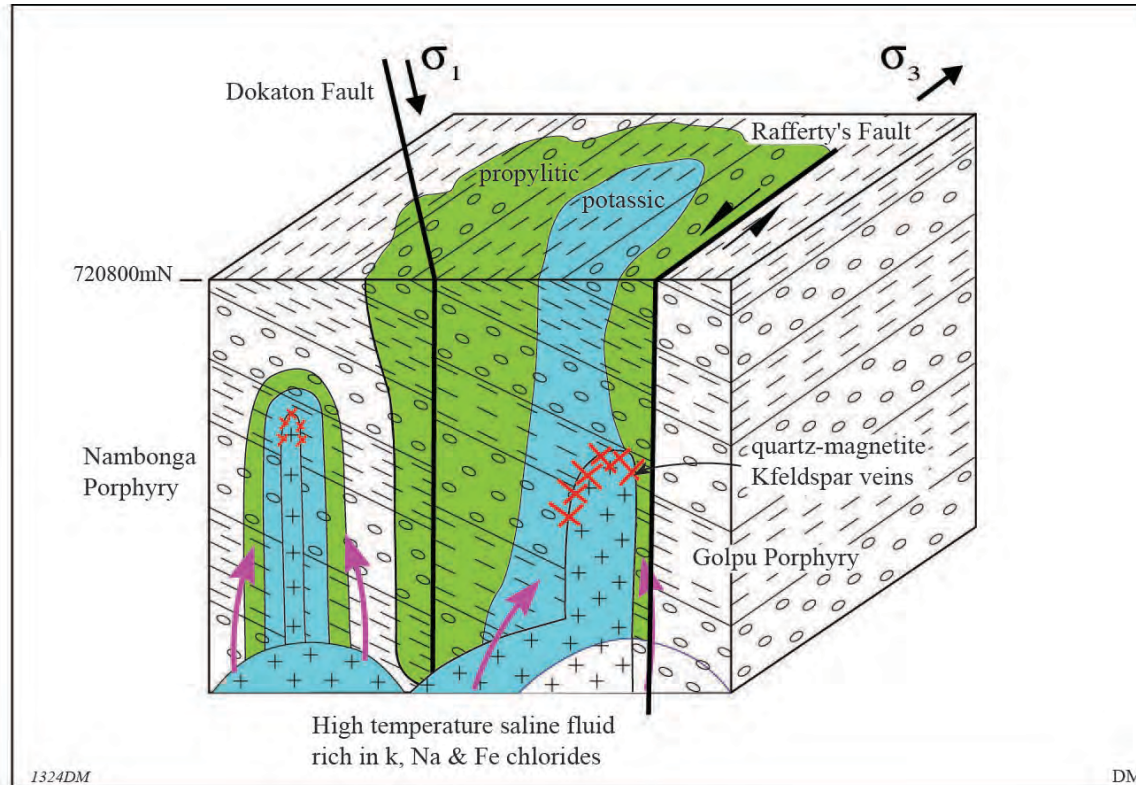 σ1
σ3
Dokaton Fault
Rafferty's Fault
propylitic
potassic
720800mN
quartz-magnetite
Kfeldspar veins
Nambonga
Porphyry
Golpu Porphyry
High temperature saline fluid
rich in k, Na & Fe chlorides
1324DM
DM